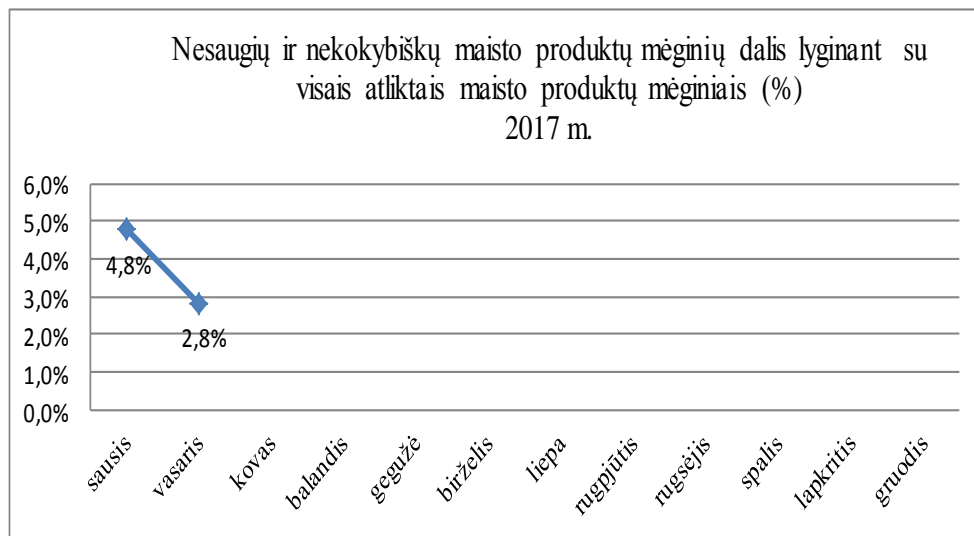 Nesaugių ir nekokybiškų maisto produktų mėginių dalis lyginant su
visais atliktais maisto produktų mėginiais (%)
2017 m.
6,0%
5,0%
4,0%
3,0%
2,0%
1,0%
0,0%
4,8%
2,8%
sausis
vasaris
kovas
balandis
gegužė
birželis
liepa
rugpjūtis
rugsėjis
spalis
lapkritis
gruodis